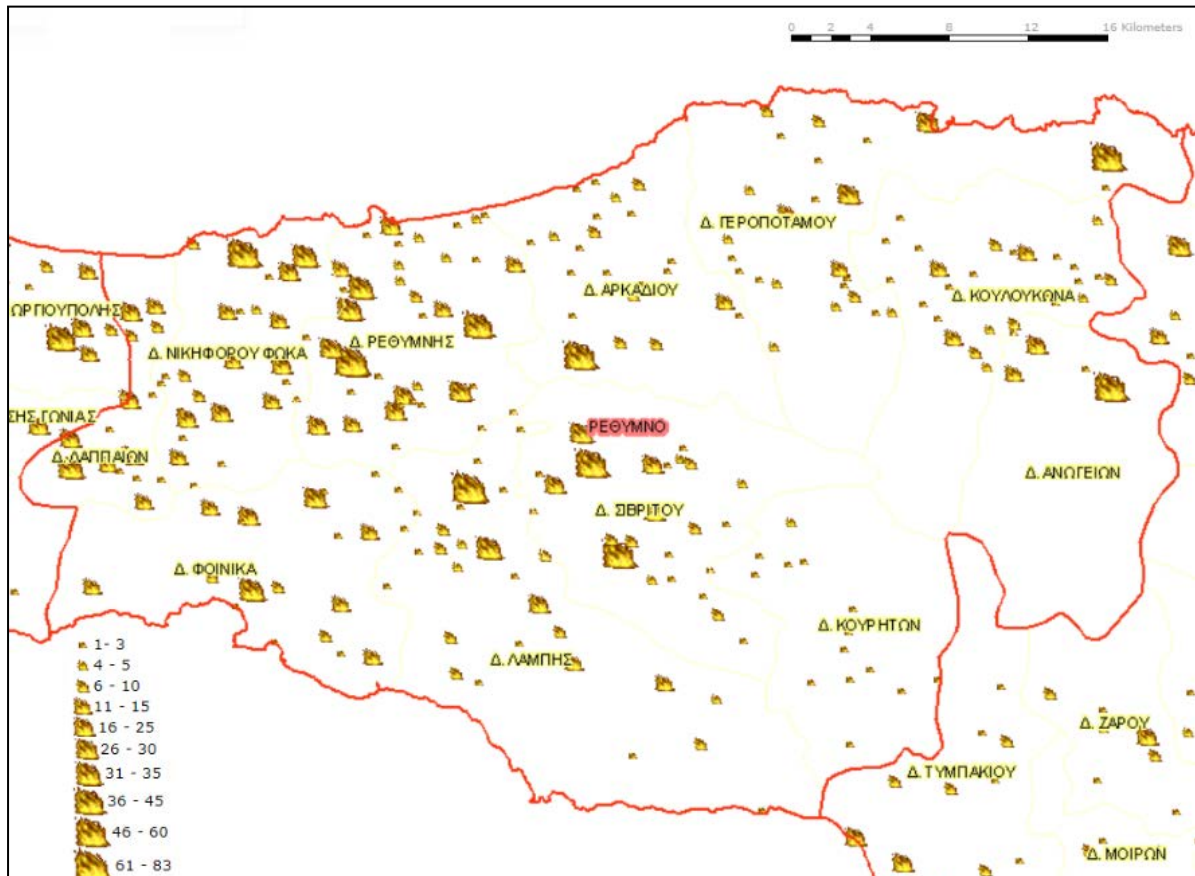 0 2 4 8 12 16 Kilometers
Δ. ΓΕΡΟΠΟΤΑΜΟΥ
Δ. ΑΡΚΑΔΙΟΥ
Δ. ΚΟΥΛΟΥΚΩΝΑ
ΩΡΓΙΟΥΠΟΛΗΣ
Δ. ΡΕΘΥΜΝΗΣ
Δ. ΝΙΚΗΦΟΡΟΥ ΦΩΚΑ
ΣΗΣ ΓΩΝΙΑΣ
ΡΕΘΥΜΝΟ
Δ. ΛΑΠΠΑΙΩΝ
Δ. ΑΝΩΓΕΙΩΝ
Δ. ΣΙΒΡΙΤΟΥ
Δ. ΦΟΙΝΙΚΑ
Δ. ΚΟΥΡΗΤΩΝ
Δ. ΛΑΜΠΗΣ
Δ. ΖΑΡΟΥ
Δ. ΤΥΜΠΑΚΙΟΥ
Δ. ΜΟΙΡΩΝ
1- 3
4 - 5
6 - 10
11 - 15
16 - 25
26 - 30
31 - 35
36 - 45
46 - 60
61 - 83